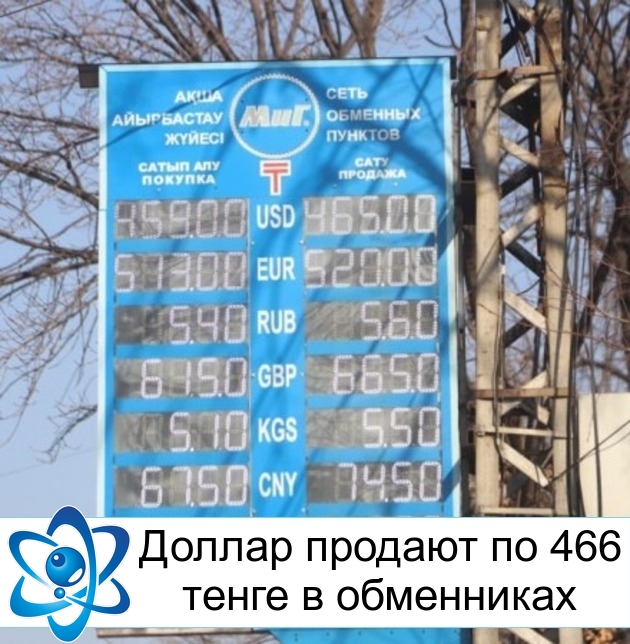 АҚША
АЙЫРБАСТАУ
ЖҮЙЕСІ
МиГ.
СЕТЬ
ОБМЕННЫХ
ПУНКТОВ
САТЫП АЛУ
ПОКУПКА
₸
САТУ
ПРОДАЖА
459.00 USD 465.00
513.00 EUR 520.00
5.40 RUB 5.60
615.0 GBP 665.0
5.10 KGS 5.50
67.50 CNY 74.50
Доллар продают по 466
тенге в обменниках